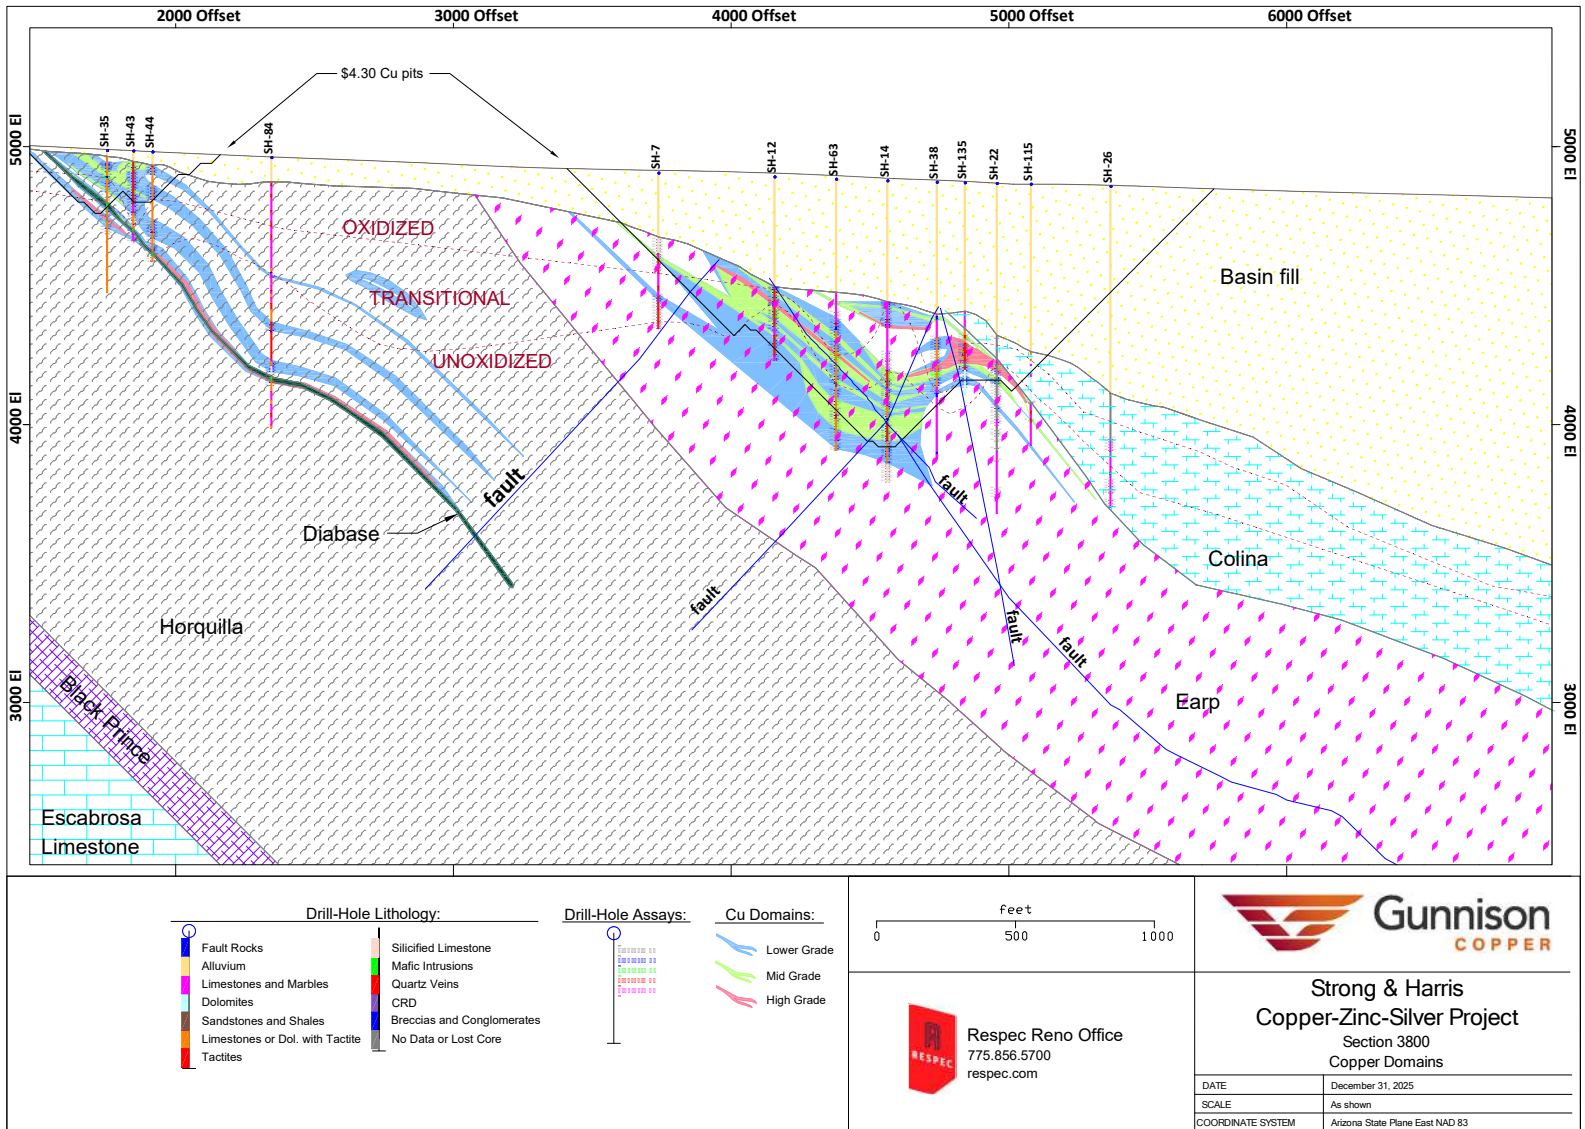 2000 Offset
3000 Offset
4000 Offset
5000 Offset
6000 Offset
$4.30 Cu pits
5000 El
5000 El
4000 El
4000 El
3000 El
3000 El
SH-35
SH-43
SH-44
SH-84
SH-7
SH-12
SH-63
SH-14
SH-38
SH-135
SH-22
SH-115
SH-26
OXIDIZED
TRANSITIONAL
UNOXIDIZED
Basin fill
fault
fault
Diabase
Colina
Horquilla
fault
fault
fault
Earp
Black Prince
Escabrosa
Limestone
Drill-Hole Lithology:
Fault Rocks
Alluvium
Limestones and Marbles
Dolomites
Sandstones and Shales
Limestones or Dol. with Tactite
Tactites
Silicified Limestone
Mafic Intrusions
Quartz Veins
CRD
Breccias and Conglomerates
No Data or Lost Core
Drill-Hole Assays:
Cu Domains:
Lower Grade
Mid Grade
High Grade
feet
0 500 1000
RESPEC
Respec Reno Office
775.856.5700
respec.com
Gunnison
COPPER
Strong & Harris
Copper-Zinc-Silver Project
Section 3800
Copper Domains
DATE December 31, 2025
SCALE As shown
COORDINATE SYSTEM Arizona State Plane East NAD 83